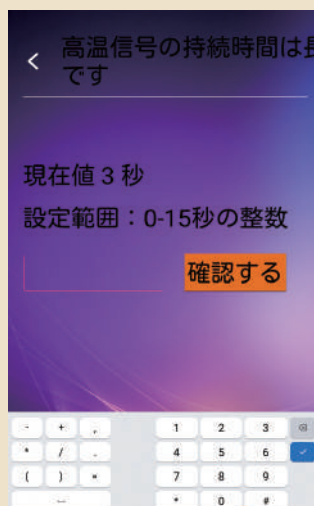 高温信号の持続時間は長
です
現在値 3 秒
設定範囲：0-15秒の整数
確認する
- + , 1 2 3
* / . 4 5 6
( ) = 7 8 9
* 0 #